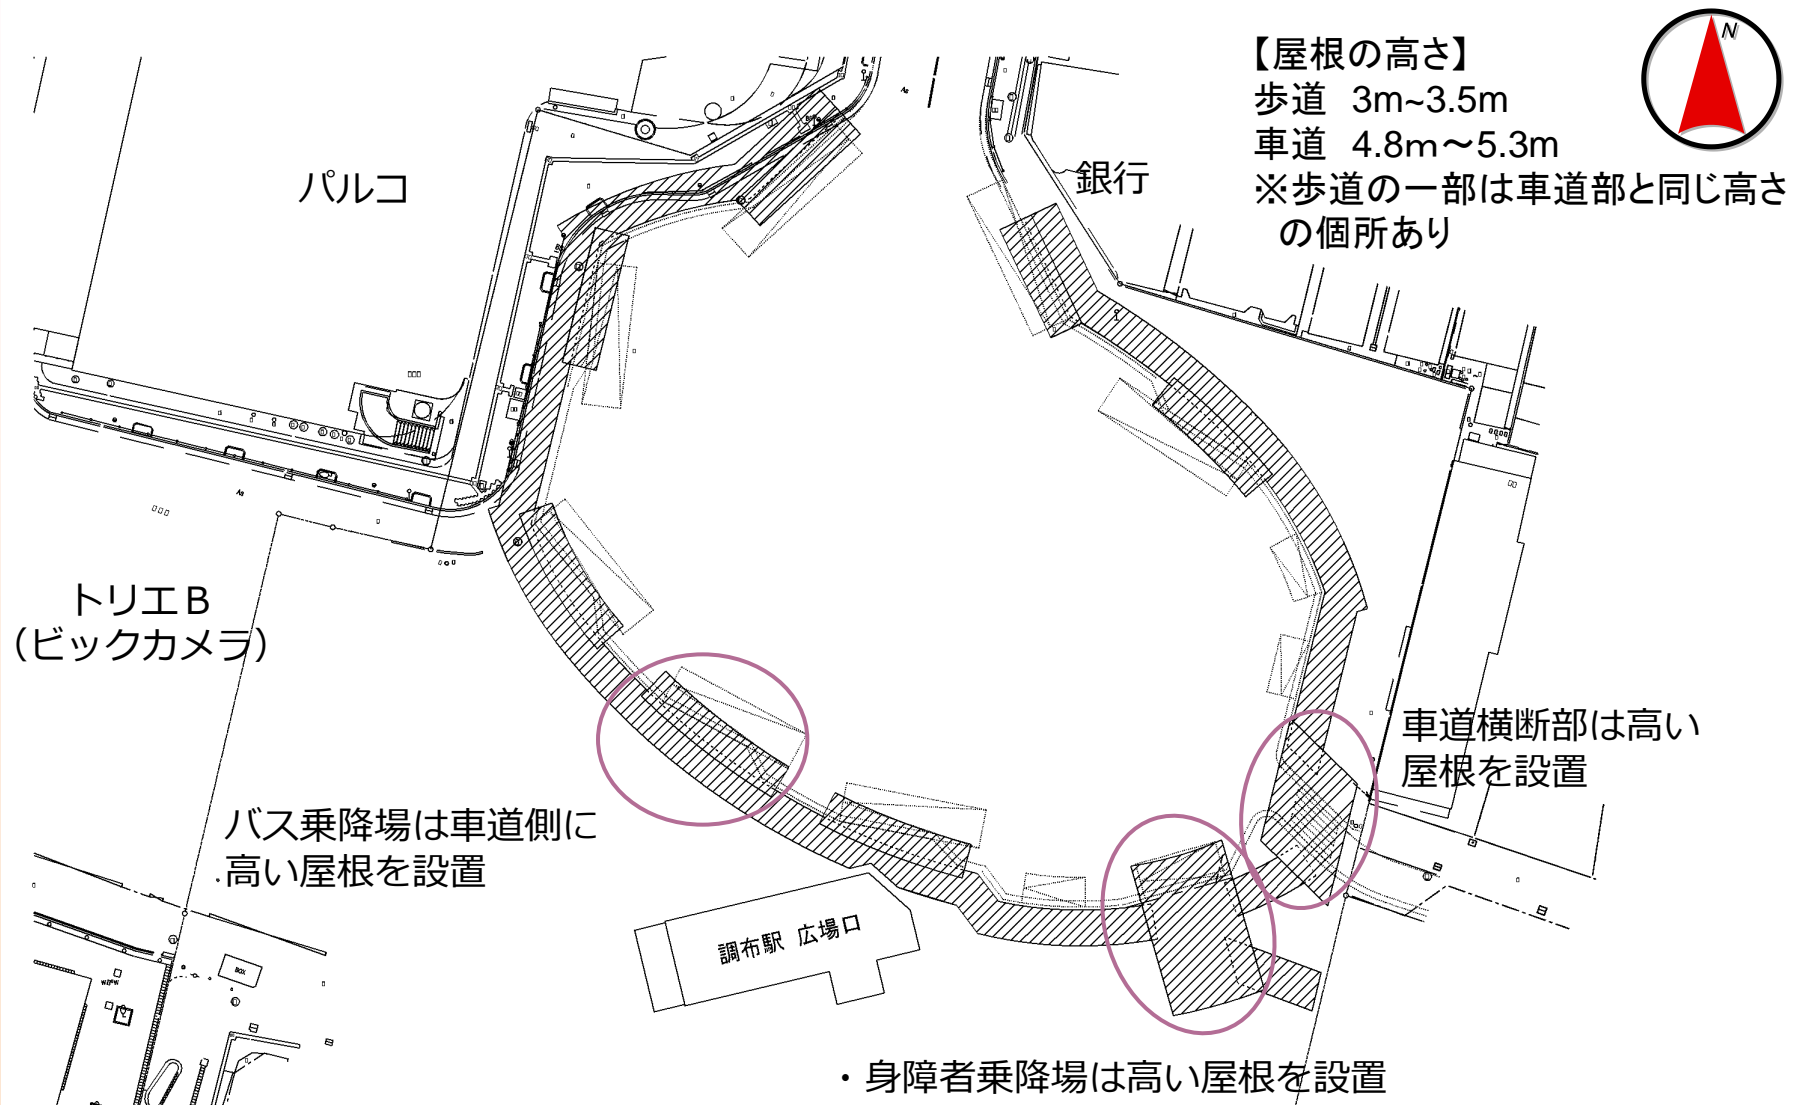 N
【屋根の高さ】
歩道 3m~3.5m
車道 4.8m～5.3m
※歩道の一部は車道部と同じ高さ
の個所あり
パルコ
銀行
トリエB
（ビックカメラ）
車道横断部は高い
屋根を設置
バス乗降場は車道側に
高い屋根を設置
調布駅 広場口
BOX
・身障者乗降場は高い屋根を設置